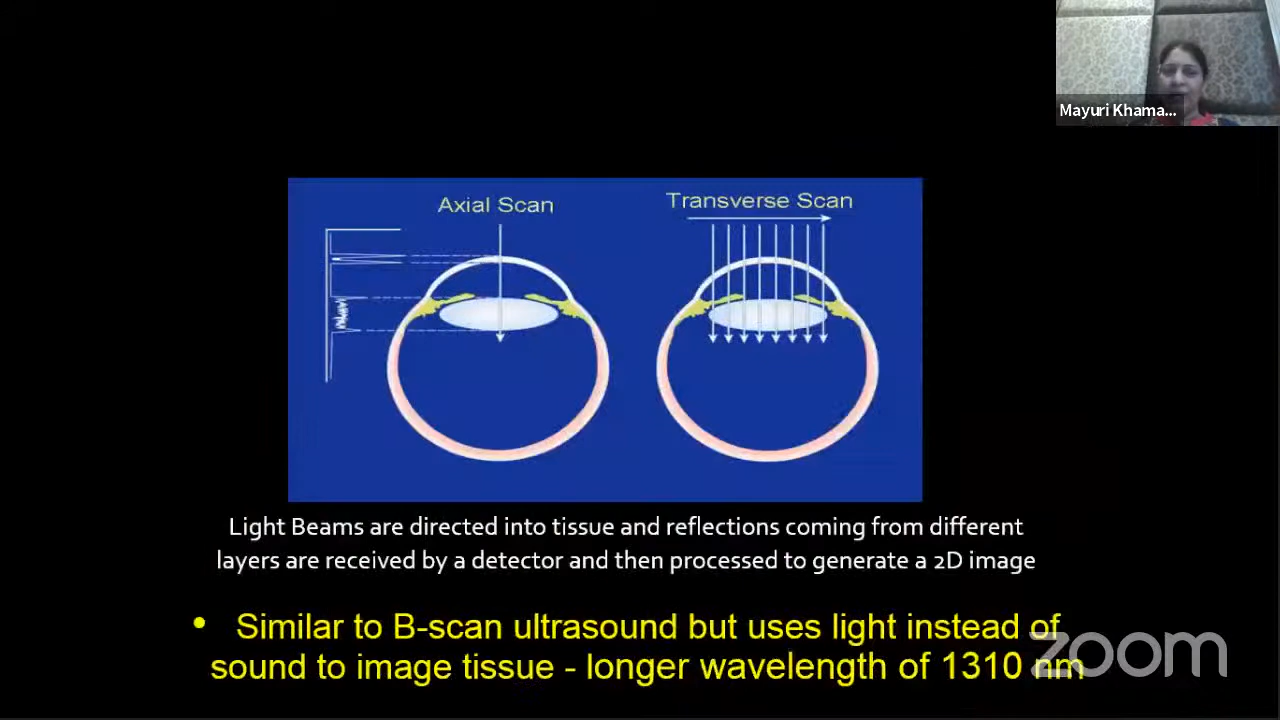 Mayuri Khama...
Axial Scan
Transverse Scan
Light Beams are directed into tissue and reflections coming from different
layers are received by a detector and then processed to generate a 2D image
• Similar to B-scan ultrasound but uses light instead of
sound to image tissue - longer wavelength of 1310 nm
zoom